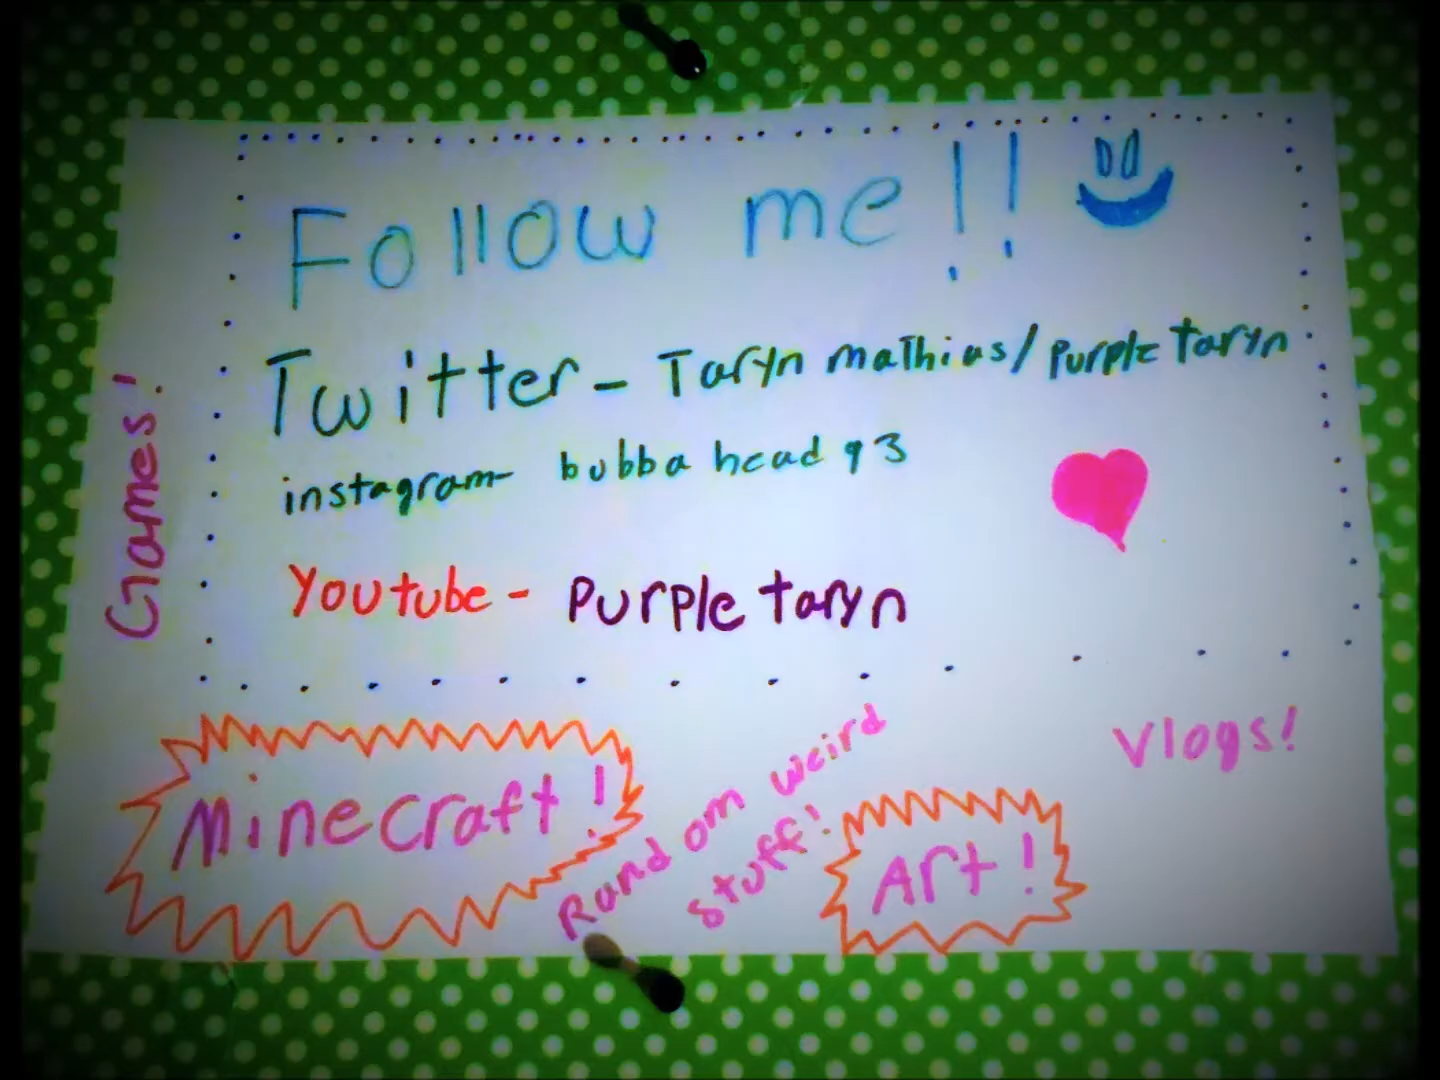 Follow me!!
Twitter - Taryn mathias/purple taryn
instagram- bubba head 93
Youtube - Purple taryn
Games!
Minecraft!
Random weird
stuff!
Art!
Vlogs!